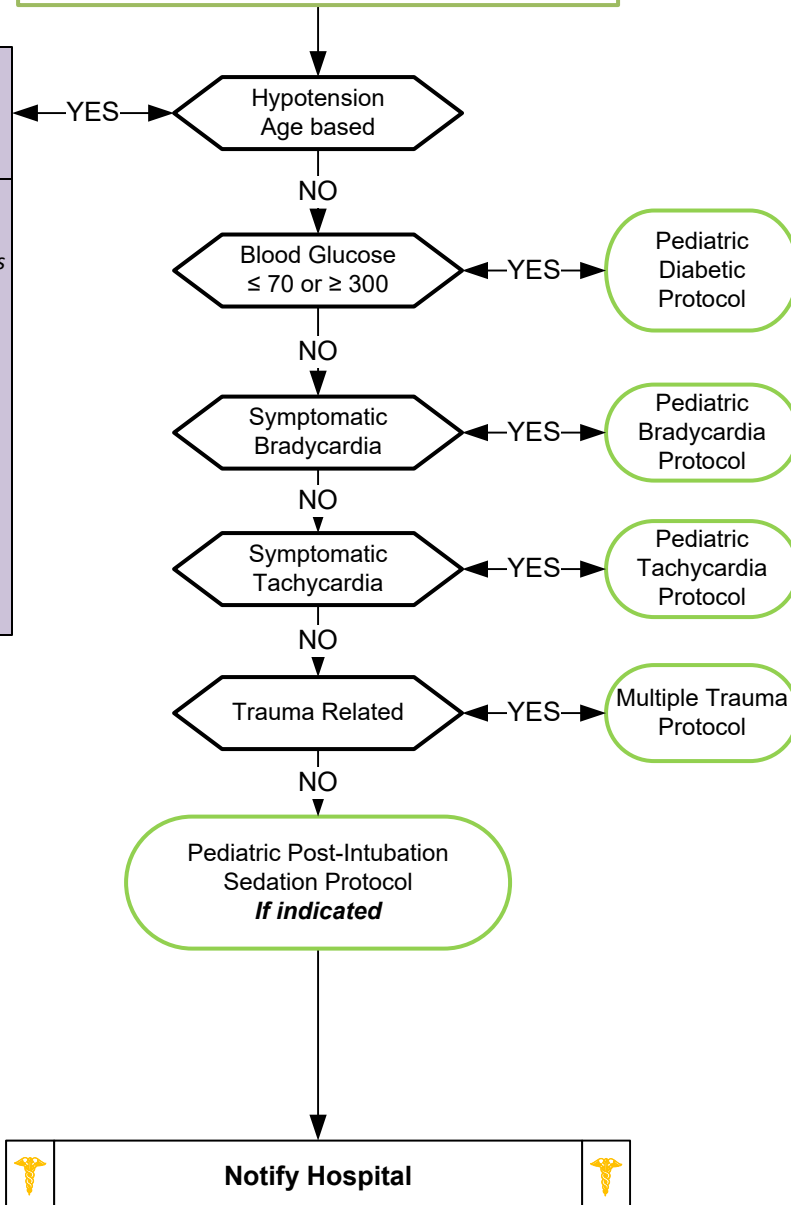 Hypotension
Age based
YES
NO
s
Blood Glucose
≤ 70 or ≥ 300
YES
Pediatric
Diabetic
Protocol
NO
Symptomatic
Bradycardia
YES
Pediatric
Bradycardia
Protocol
NO
Symptomatic
Tachycardia
YES
Pediatric
Tachycardia
Protocol
NO
Trauma Related
YES
Multiple Trauma
Protocol
NO
Pediatric Post-Intubation
Sedation Protocol
If indicated
Notify Hospital